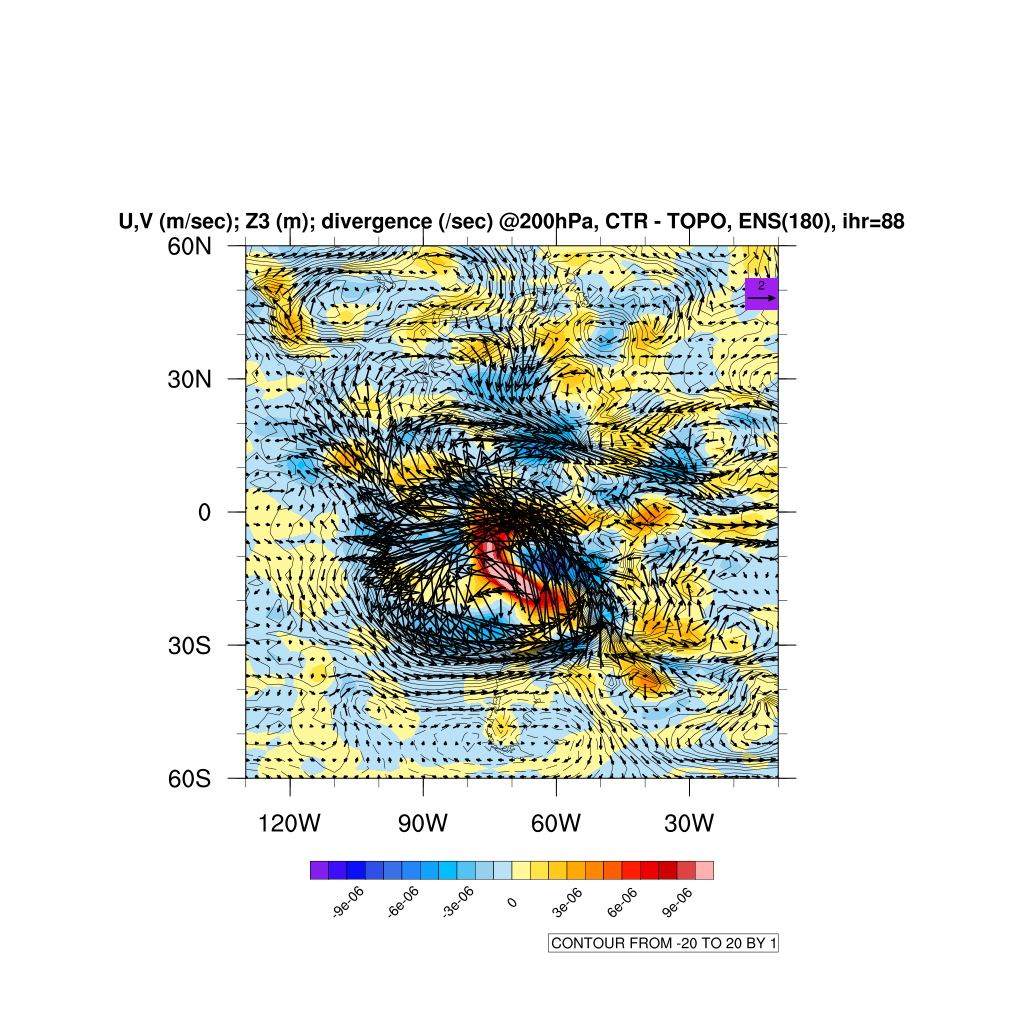 U,V (m/sec); Z3 (m); divergence (/sec) @200hPa, CTR - TOPO, ENS(180), ihr=88
60N
2
30N
0
30S
60S
120W 90W 60W 30W
-9e-06 -6e-06 -3e-06 0 3e-06 6e-06 9e-06
CONTOUR FROM -20 TO 20 BY 1